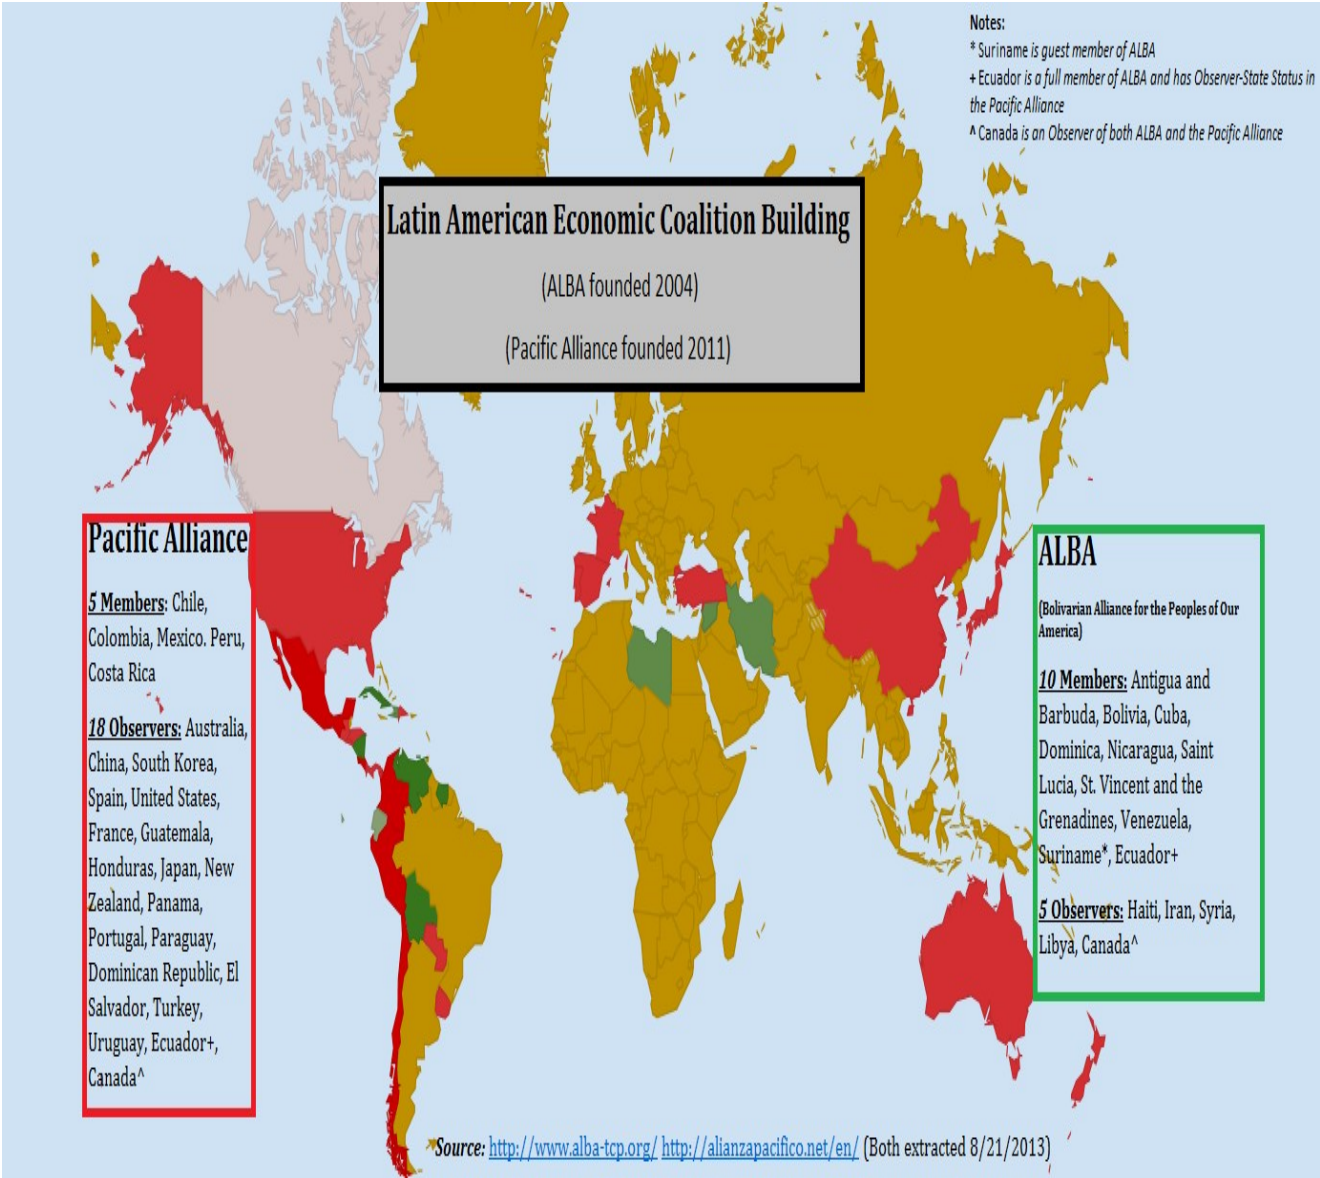 Notes:
* Suriname is guest member of ALBA
+ Ecuador is a full member of ALBA and has Observer-State Status in
the Pacific Alliance
^ Canada is an Observer of both ALBA and the Pacific Alliance
Latin American Economic Coalition Building
(ALBA founded 2004)
(Pacific Alliance founded 2011)
Pacific Alliance
5 Members: Chile,
Colombia, Mexico. Peru,
Costa Rica
18 Observers: Australia,
China, South Korea,
Spain, United States,
France, Guatemala,
Honduras, Japan, New
Zealand, Panama,
Portugal, Paraguay,
Dominican Republic, El
Salvador, Turkey,
Uruguay, Ecuador+,
Canada^
ALBA
(Bolivarian Alliance for the Peoples of Our
America)
10 Members: Antigua and
Barbuda, Bolivia, Cuba,
Dominica, Nicaragua, Saint
Lucia, St. Vincent and the
Grenadines, Venezuela,
Suriname*, Ecuador+
5 Observers: Haiti, Iran, Syria,
Libya, Canada^
Source: http://www.alba-tcp.org/ http://alianzapacifico.net/en/ (Both extracted 8/21/2013)